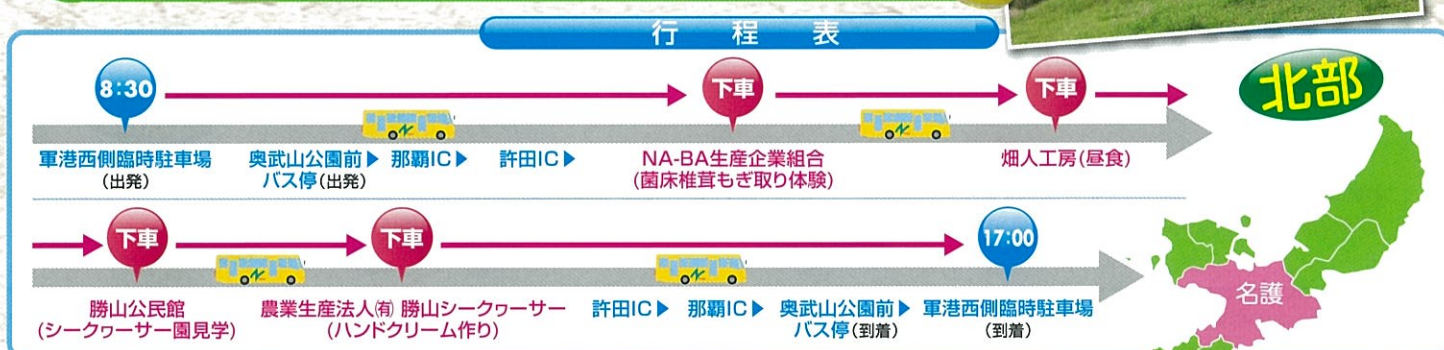 行程表
8:30
下車
下車
北部
軍港西側臨時駐車場
(出発)
奥武山公園前▶
バス停(出発)
那覇IC▶
許田IC▶
NA-BA生産企業組合
(菌床椎茸もぎ取り体験)
畑人工房(昼食)
下車
下車
17:00
名護
勝山公民館
(シークヮーサー園見学)
農業生産法人㈲ 勝山シークヮーサー
(ハンドクリーム作り)
許田IC▶
那覇IC▶
奥武山公園前▶
バス停(到着)
軍港西側臨時駐車場
(到着)